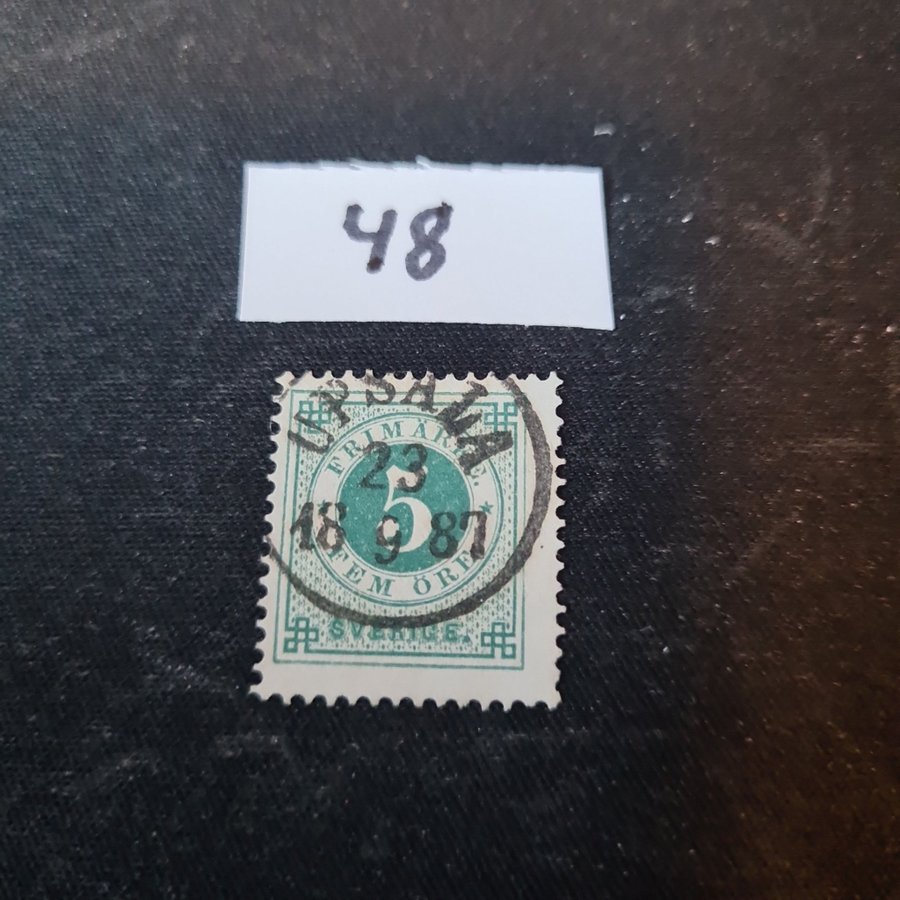 48
UPSALA
FRIMÄRKE.
23
5
18 9 87
FEM ÖRE
SVERIGE.